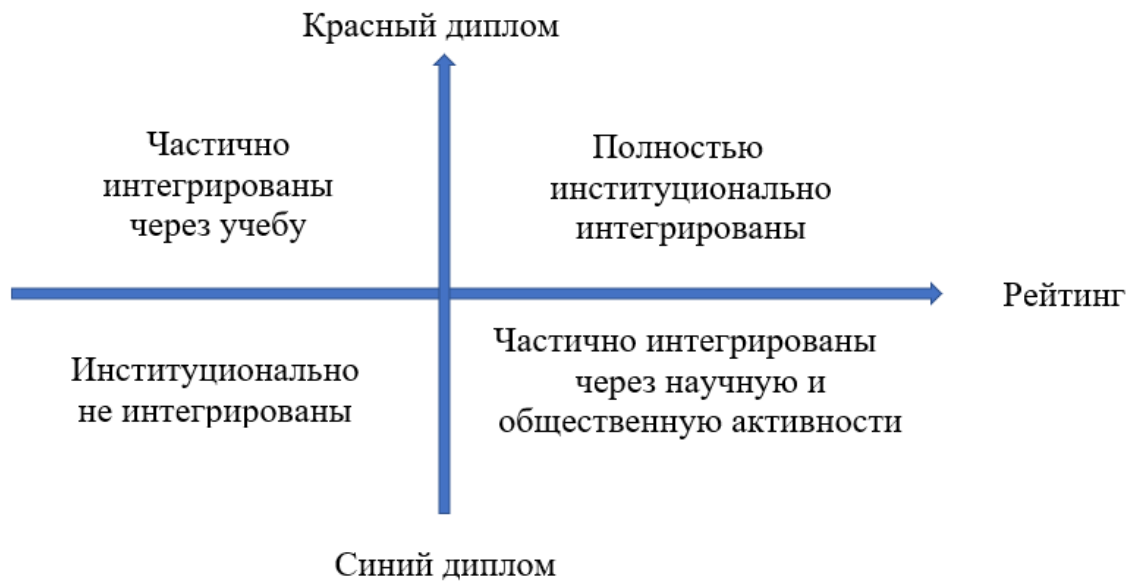 Красный диплом
Частично
интегрированы
через учебу
Полностью
институционально
интегрированы
Рейтинг
Институционально
не интегрированы
Частично интегрированы
через научную и
общественную активности
Синий диплом